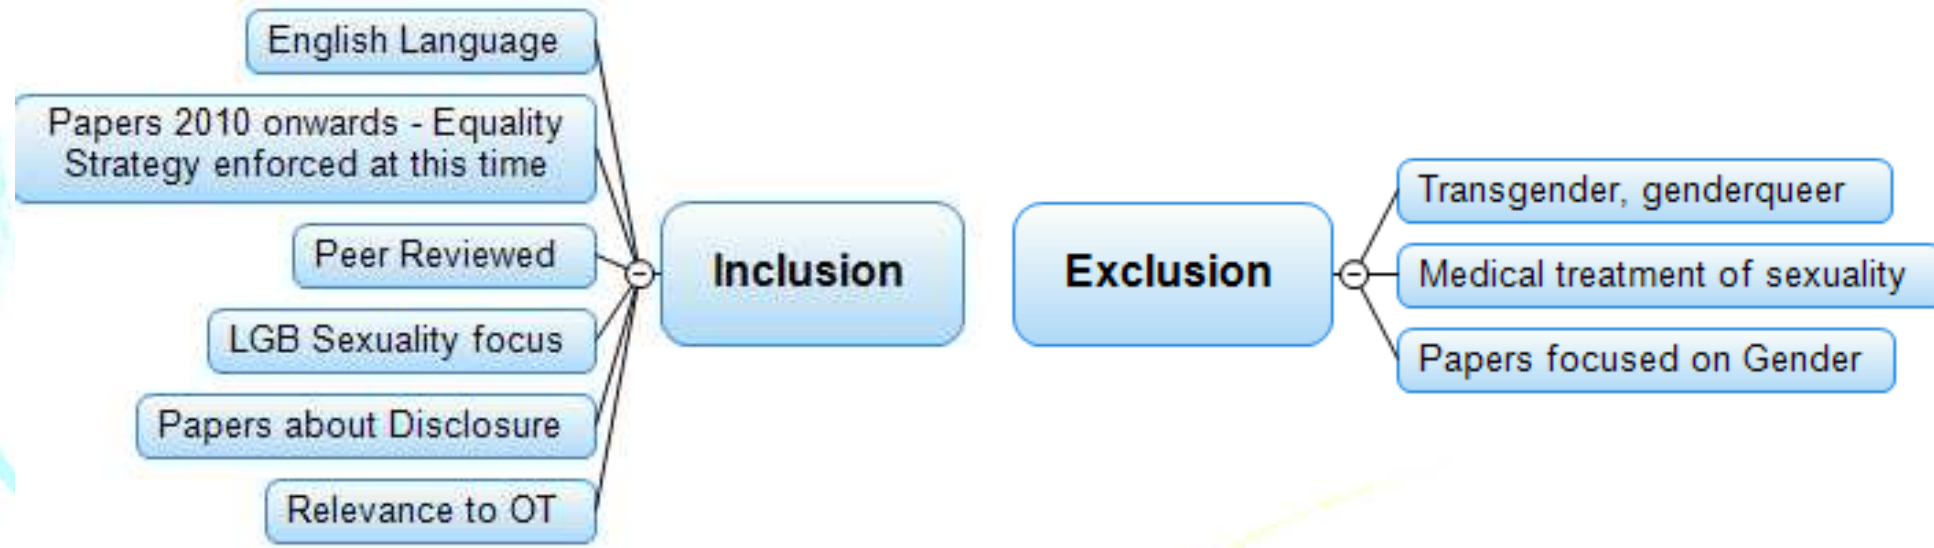 English Language
Papers 2010 onwards - Equality
Strategy enforced at this time
Peer Reviewed
LGB Sexuality focus
Papers about Disclosure
Relevance to OT
Inclusion
Exclusion
Transgender, genderqueer
Medical treatment of sexuality
Papers focused on Gender